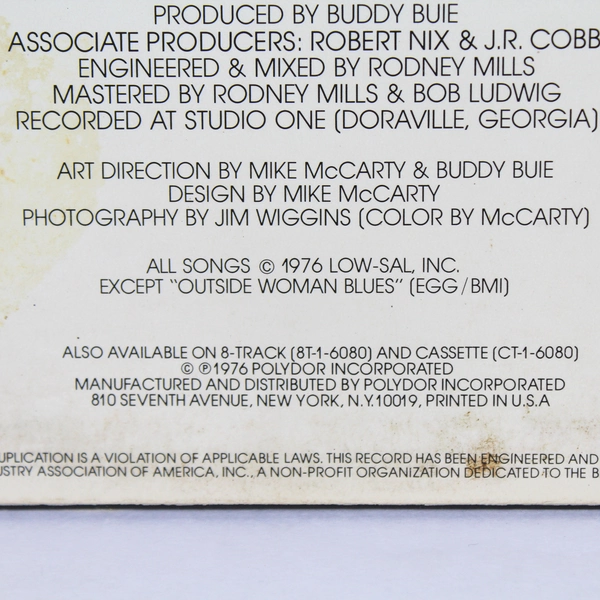 PRODUCED BY BUDDY BUIE
ASSOCIATE PRODUCERS: ROBERT NIX & J.R. COBB
ENGINEERED & MIXED BY RODNEY MILLS
MASTERED BY RODNEY MILLS & BOB LUDWIG
RECORDED AT STUDIO ONE (DORAVILLE, GEORGIA)
ART DIRECTION BY MIKE McCARTY & BUDDY BUIE
DESIGN BY MIKE McCARTY
PHOTOGRAPHY BY JIM WIGGINS (COLOR BY McCARTY)
ALL SONGS © 1976 LOW-SAL, INC.
EXCEPT "OUTSIDE WOMAN BLUES" (EGG/BMI)
ALSO AVAILABLE ON 8-TRACK (8T-1-6080) AND CASSETTE (CT-1-6080)
© ℗ 1976 POLYDOR INCORPORATED
MANUFACTURED AND DISTRIBUTED BY POLYDOR INCORPORATED
810 SEVENTH AVENUE, NEW YORK, N.Y. 10019, PRINTED IN U.S.A
UPLICATION IS A VIOLATION OF APPLICABLE LAWS. THIS RECORD HAS BEEN ENGINEERED AND
USTRY ASSOCIATION OF AMERICA, INC., A NON-PROFIT ORGANIZATION DEDICATED TO THE B